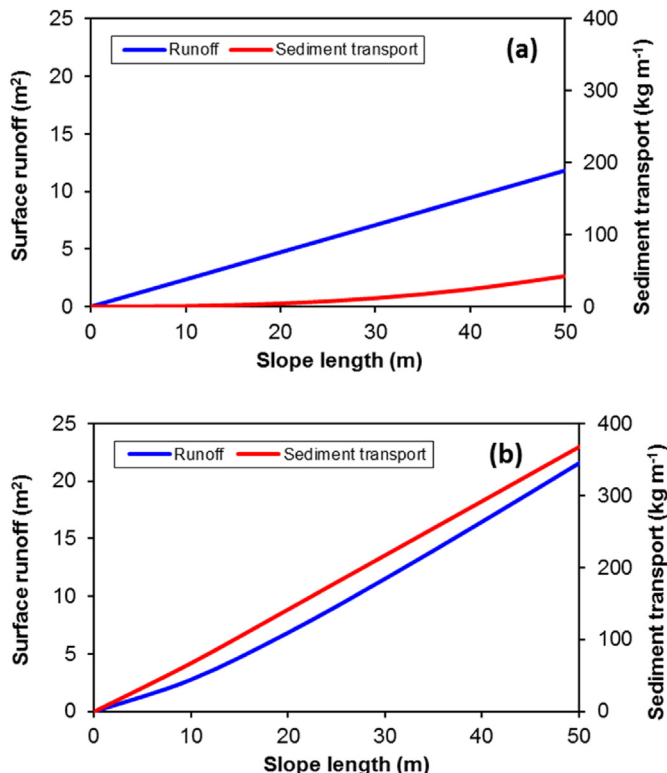 25
20
15
10
5
0
Surface runoff (m²)
Runoff Sediment transport
(a)
400
300
200
100
0
Sediment transport (kg m⁻¹)
0 10 20 30 40 50
Slope length (m)
25
20
15
10
5
0
Surface runoff (m²)
Runoff Sediment transport
(b)
400
300
200
100
0
Sediment transport (kg m⁻¹)
0 10 20 30 40 50
Slope length (m)